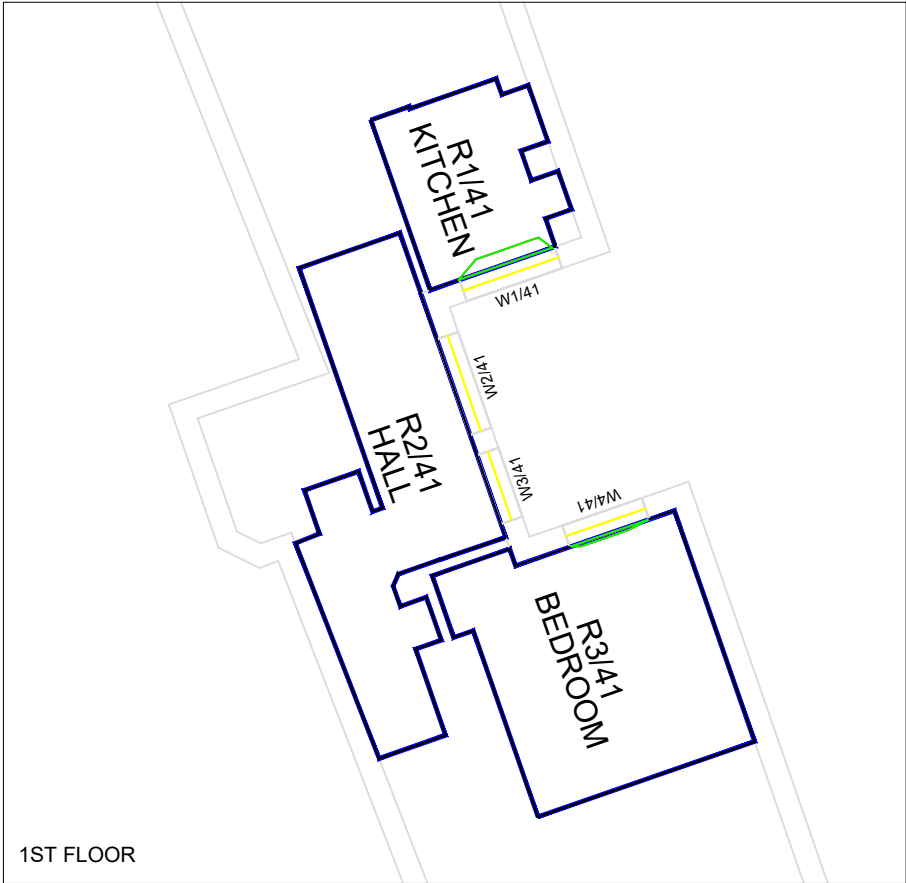 R1/41
KITCHEN
W1/41
W2/41
R2/41
HALL
W3/41
W4/41
R3/41
BEDROOM
1ST FLOOR